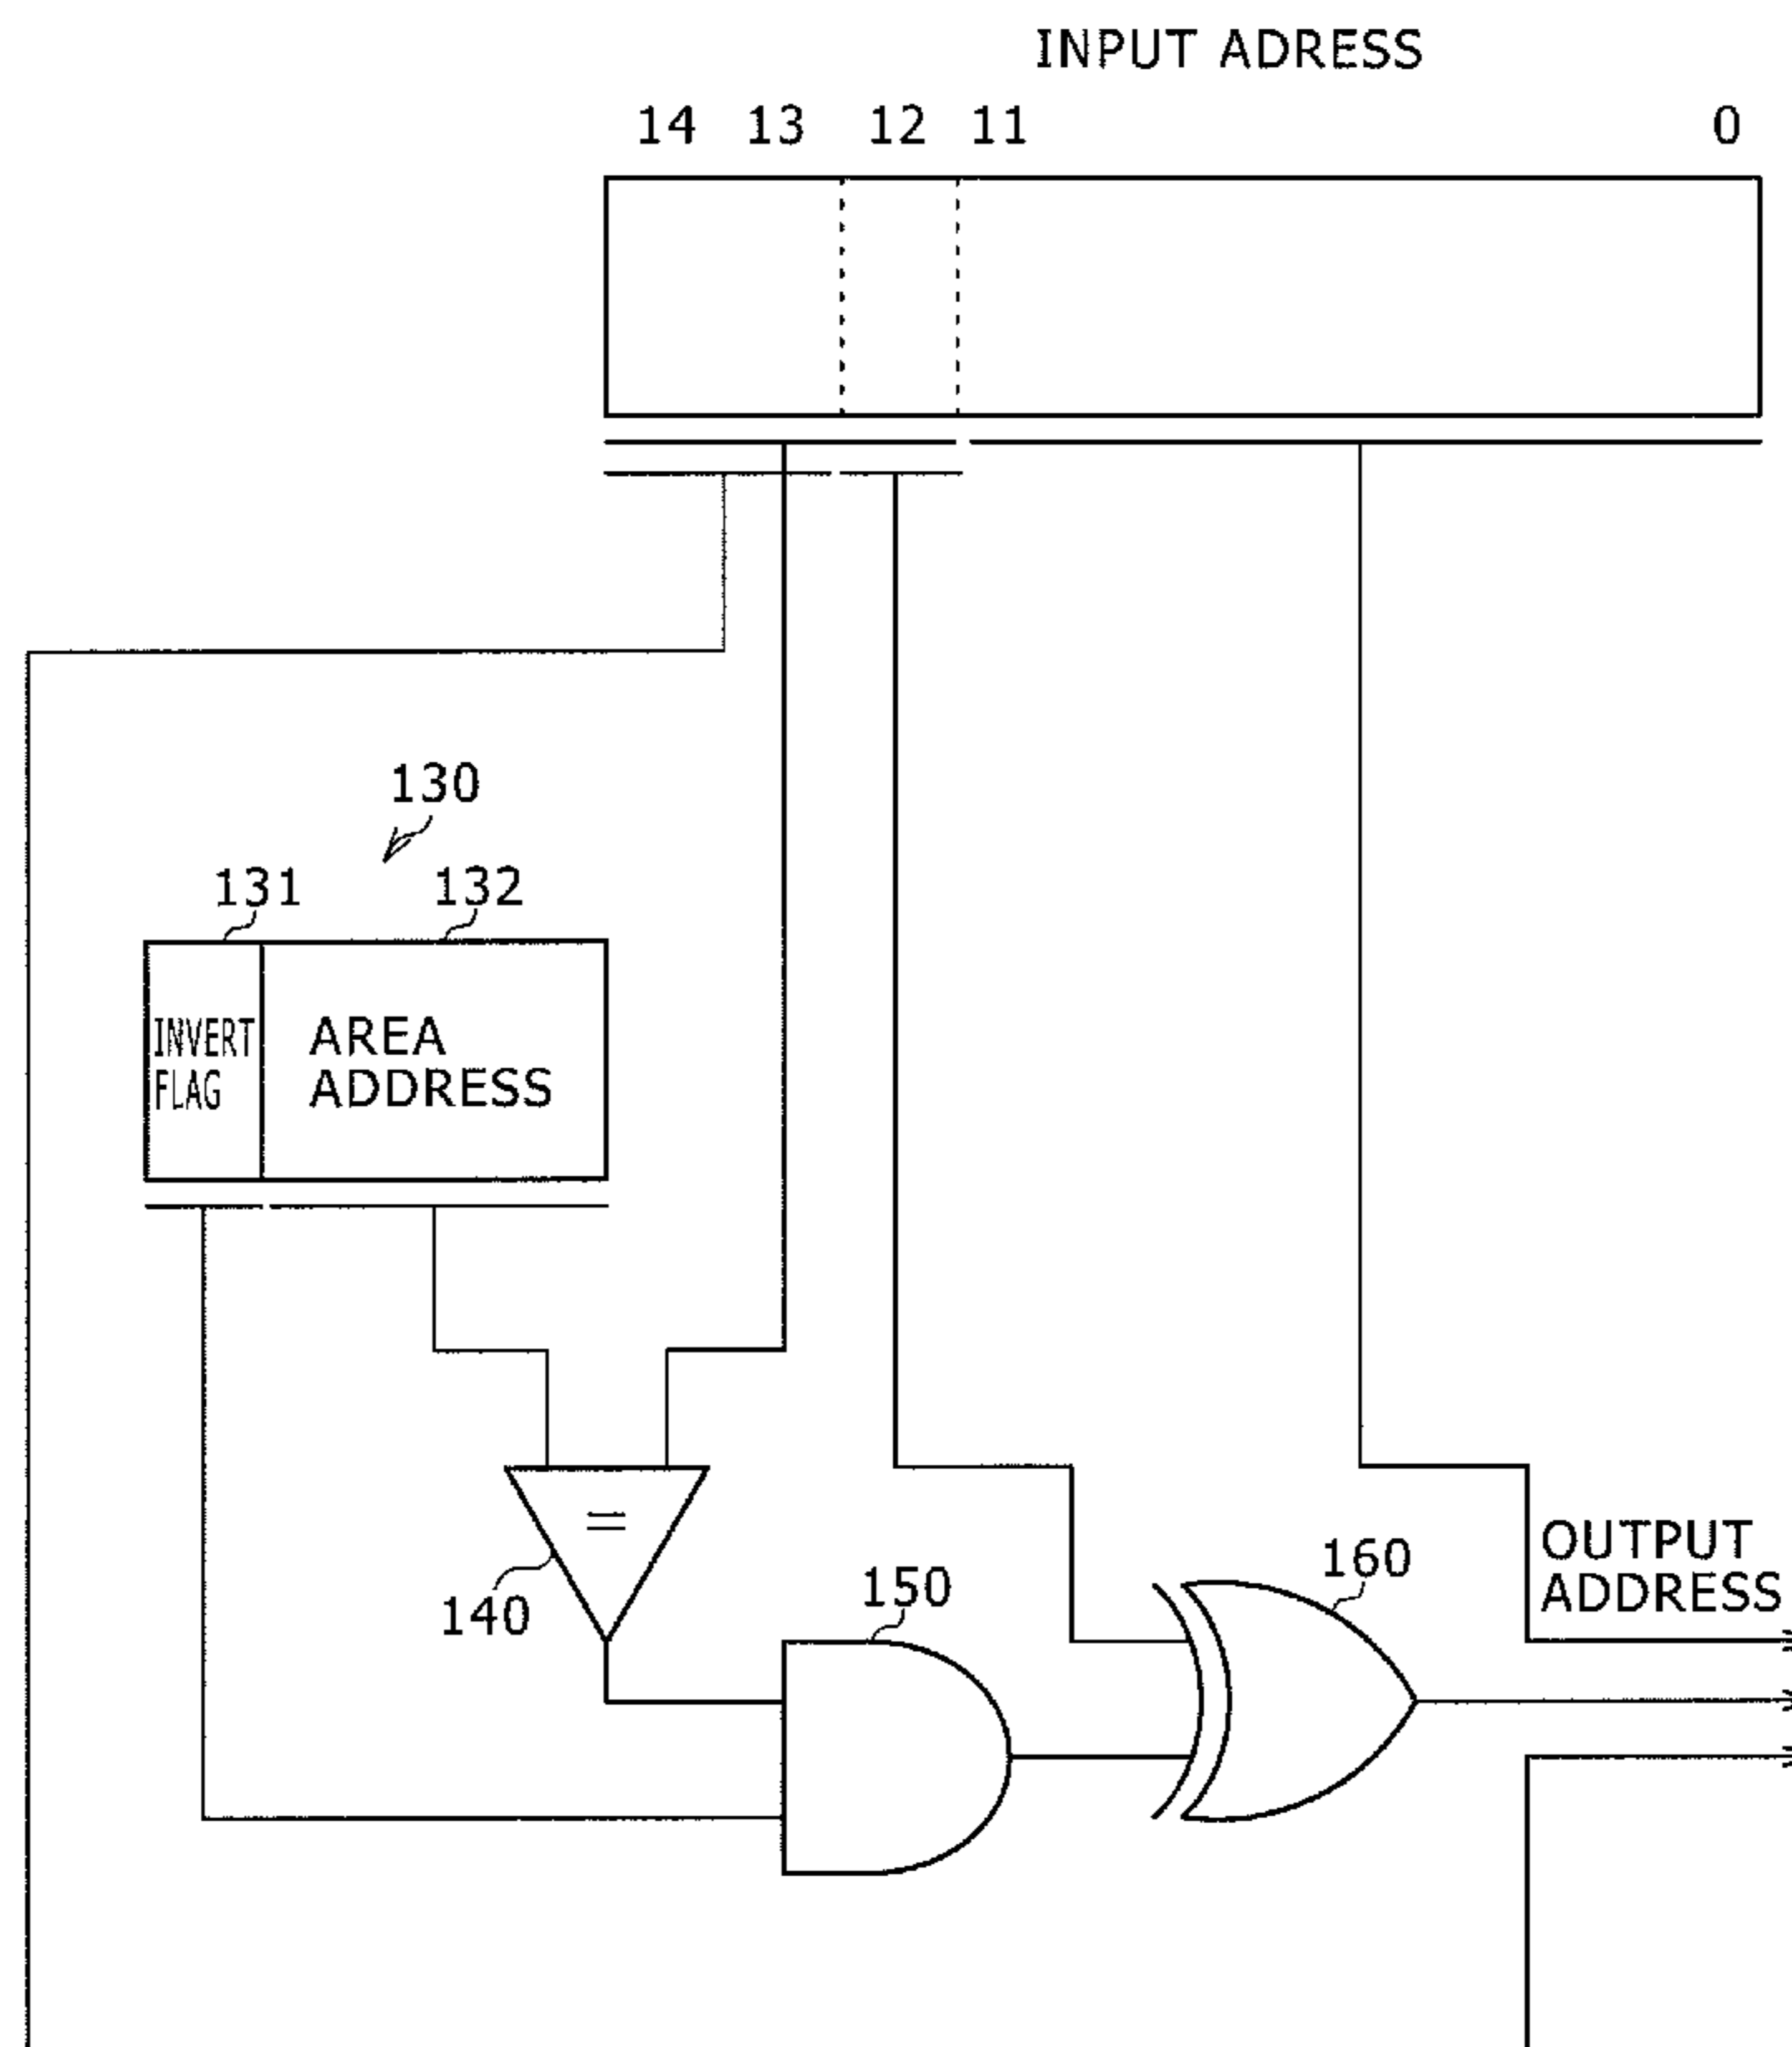 INPUT ADRESS
14 13 12 11 0
130
131 132
INVERT
FLAG
AREA
ADDRESS
=
140
150
160
OUTPUT
ADDRESS